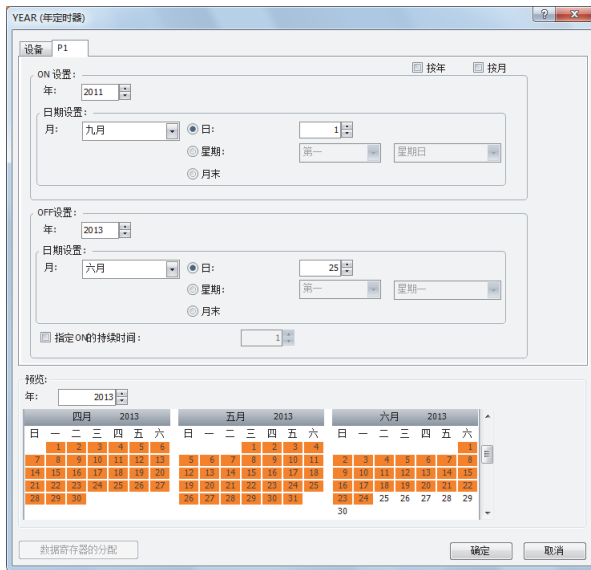 YEAR (年定时器)
设备 P1
按年 按月
ON 设置:
年: 2011
日期设置:
月: 九月 日: 1
星期: 第一 星期日
月末
OFF设置:
年: 2013
日期设置:
月: 六月 日: 25
星期: 第一 星期一
月末
指定ON的持续时间: 1
预览:
年: 2013
四月 2013 五月 2013 六月 2013
日 一 二 三 四 五 六 日 一 二 三 四 五 六 日 一 二 三 四 五 六
1 2 3 4 5 6 1 2 3 4 1
7 8 9 10 11 12 13 5 6 7 8 9 10 11 2 3 4 5 6 7 8
14 15 16 17 18 19 20 12 13 14 15 16 17 18 9 10 11 12 13 14 15
21 22 23 24 25 26 27 19 20 21 22 23 24 25 16 17 18 19 20 21 22
28 29 30 26 27 28 29 30 31 23 24 25 26 27 28 29
30
数据寄存器的分配 确定 取消